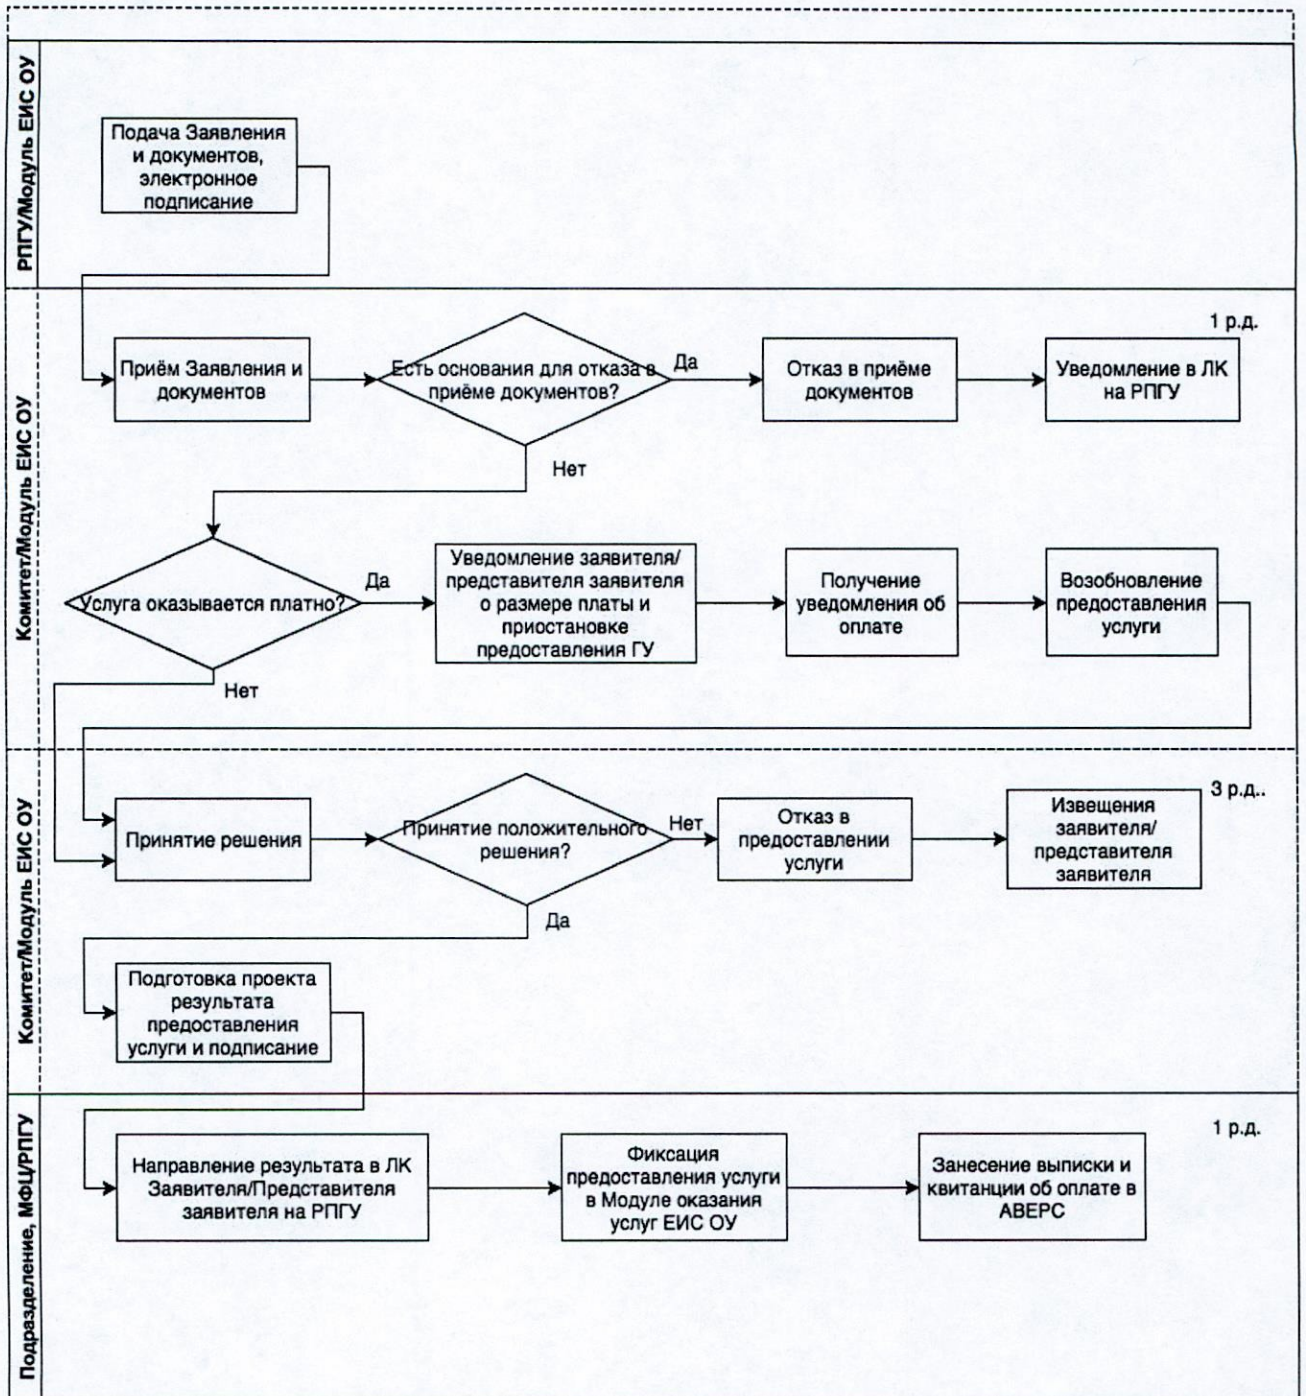 РПГУ/Модуль ЕИС ОУ
Подача Заявления
и документов,
электронное
подписание
Комитет/Модуль ЕИС ОУ
1 р.д.
Приём Заявления и
документов
Есть основания для отказа в
приёме документов?
Да
Отказ в приёме
документов
Уведомление в ЛК
на РПГУ
Нет
Услуга оказывается платно?
Да
Уведомление заявителя/
представителя заявителя
о размере платы и
приостановке
предоставления ГУ
Получение
уведомления об
оплате
Возобновление
предоставления
услуги
Нет
Комитет/Модуль ЕИС ОУ
3 р.д..
Принятие решения
Принятие положительного
решения?
Нет
Отказ в
предоставлении
услуги
Извещения
заявителя/
представителя
заявителя
Да
Подготовка проекта
результата
предоставления
услуги и подписание
Подразделение, МФЦ/РПГУ
1 р.д.
Направление результата в ЛК
Заявителя/Представителя
заявителя на РПГУ
Фиксация
предоставления услуги
в Модуле оказания
услуг ЕИС ОУ
Занесение выписки и
квитанции об оплате в
АВЕРС